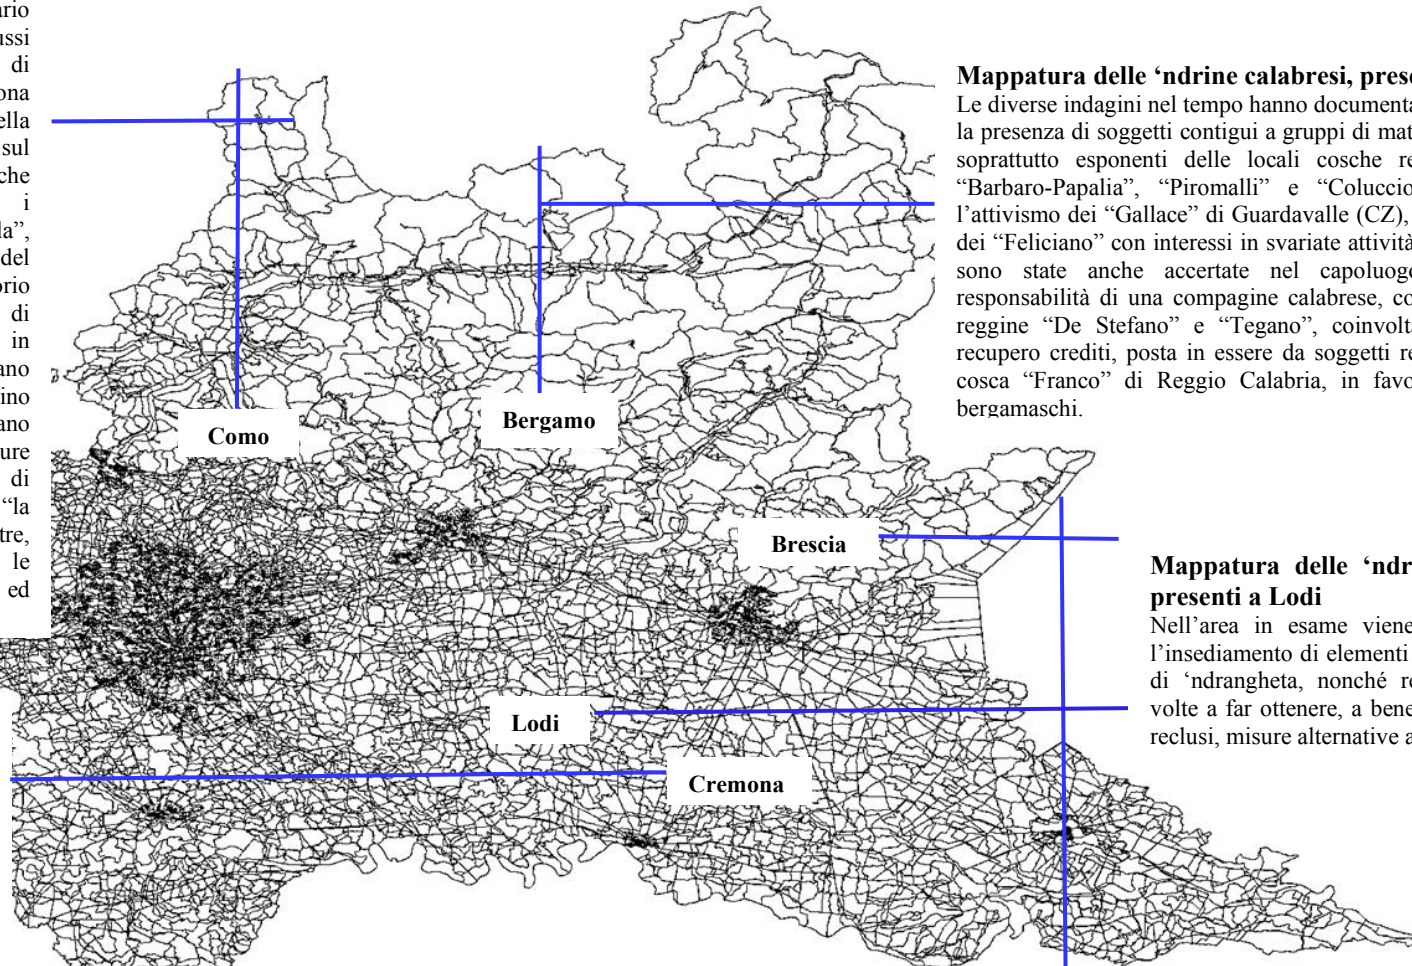 ario
ussi
di
ona
ella
sul
che
i
la”,
del
orio
di
in
ano
ino
ano
ure
di
“la
tre,
le
ed
Mappatura delle ‘ndrine calabresi, prese
Le diverse indagini nel tempo hanno documenta
la presenza di soggetti contigui a gruppi di mat
soprattutto esponenti delle locali cosche re
“Barbaro-Papalia”, “Piromalli” e “Coluccio
l’attivismo dei “Gallace” di Guardavalle (CZ),
dei “Feliciano” con interessi in svariate attività
sono state anche accertate nel capoluogo
responsabilità di una compagine calabrese, co
reggine “De Stefano” e “Tegano”, coinvolt
recupero crediti, posta in essere da soggetti re
cosca “Franco” di Reggio Calabria, in favo
bergamaschi.
Como
Bergamo
Brescia
Mappatura delle ‘ndr
presenti a Lodi
Nell’area in esame viene
l’insediamento di elementi
di ‘ndrangheta, nonché re
volte a far ottenere, a bene
reclusi, misure alternative a
Lodi
Cremona